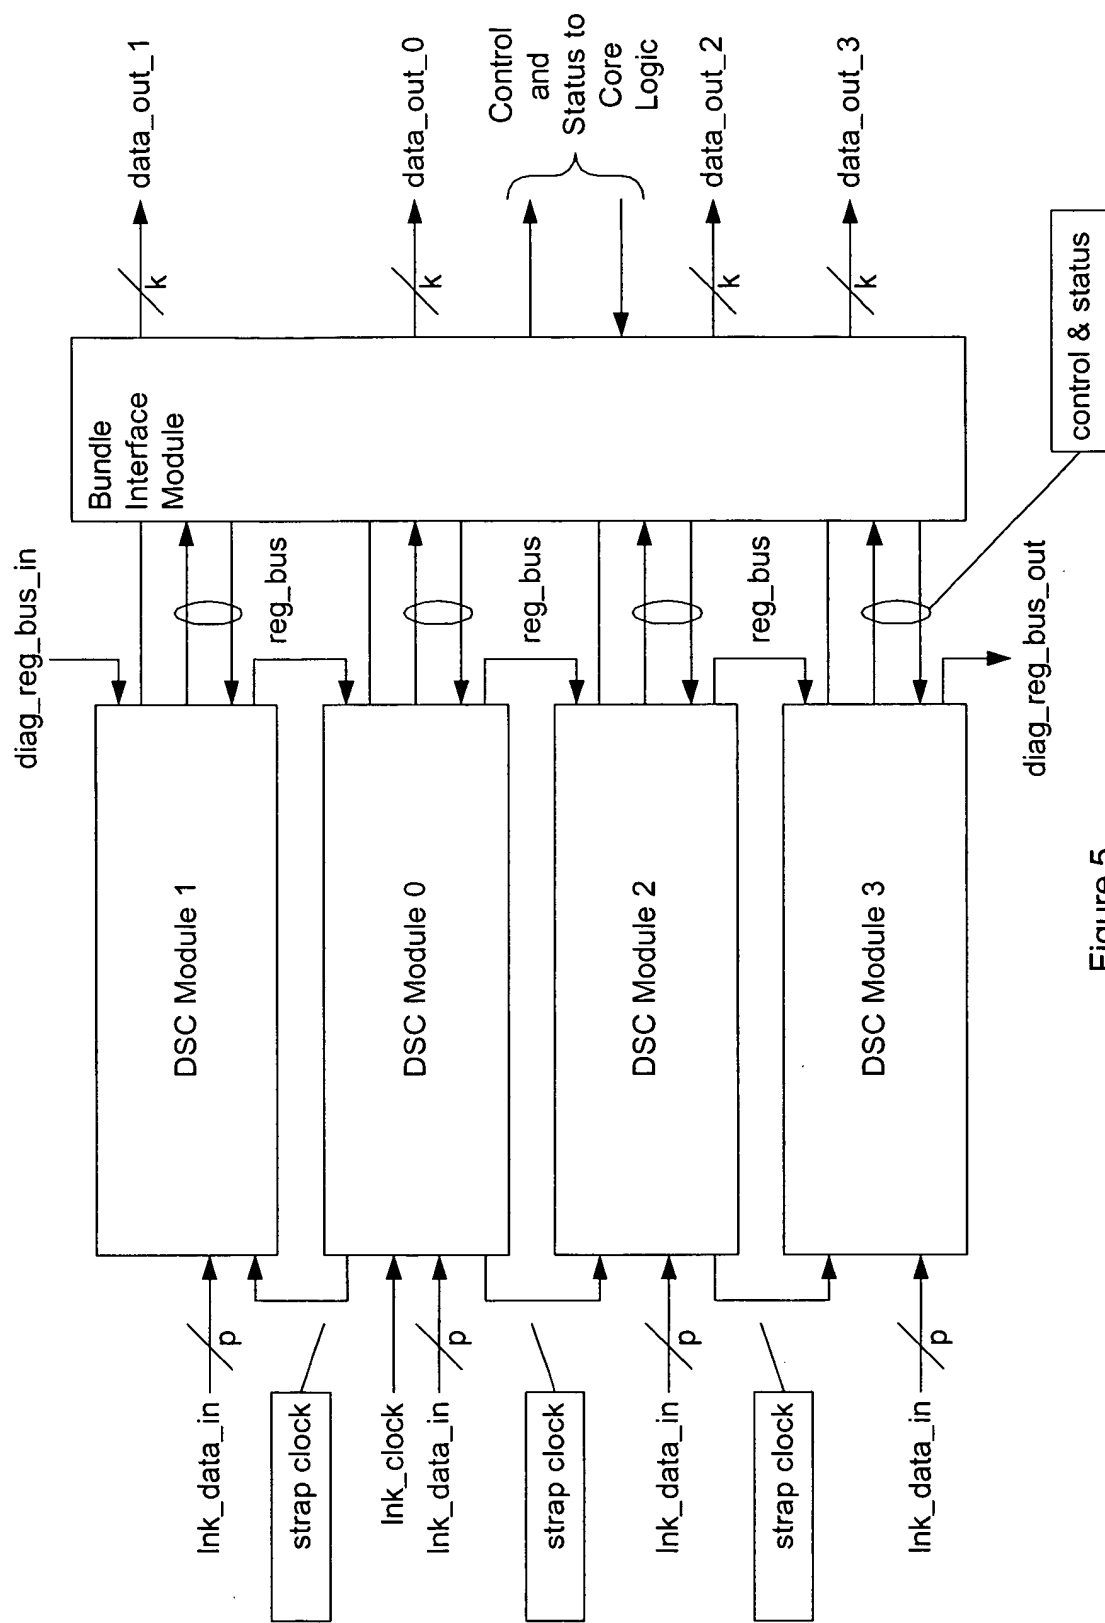 lnk_data_in
p
strap clock
lnk_clock
lnk_data_in
p
strap clock
lnk_data_in
p
strap clock
lnk_data_in
p
DSC Module 1
DSC Module 0
DSC Module 2
DSC Module 3
diag_reg_bus_in
reg_bus
reg_bus
reg_bus
diag_reg_bus_out
Bundle
Interface
Module
k
data_out_1
k
data_out_0
Control
and
Status to
Core
Logic
k
data_out_2
k
data_out_3
control & status
Figure 5